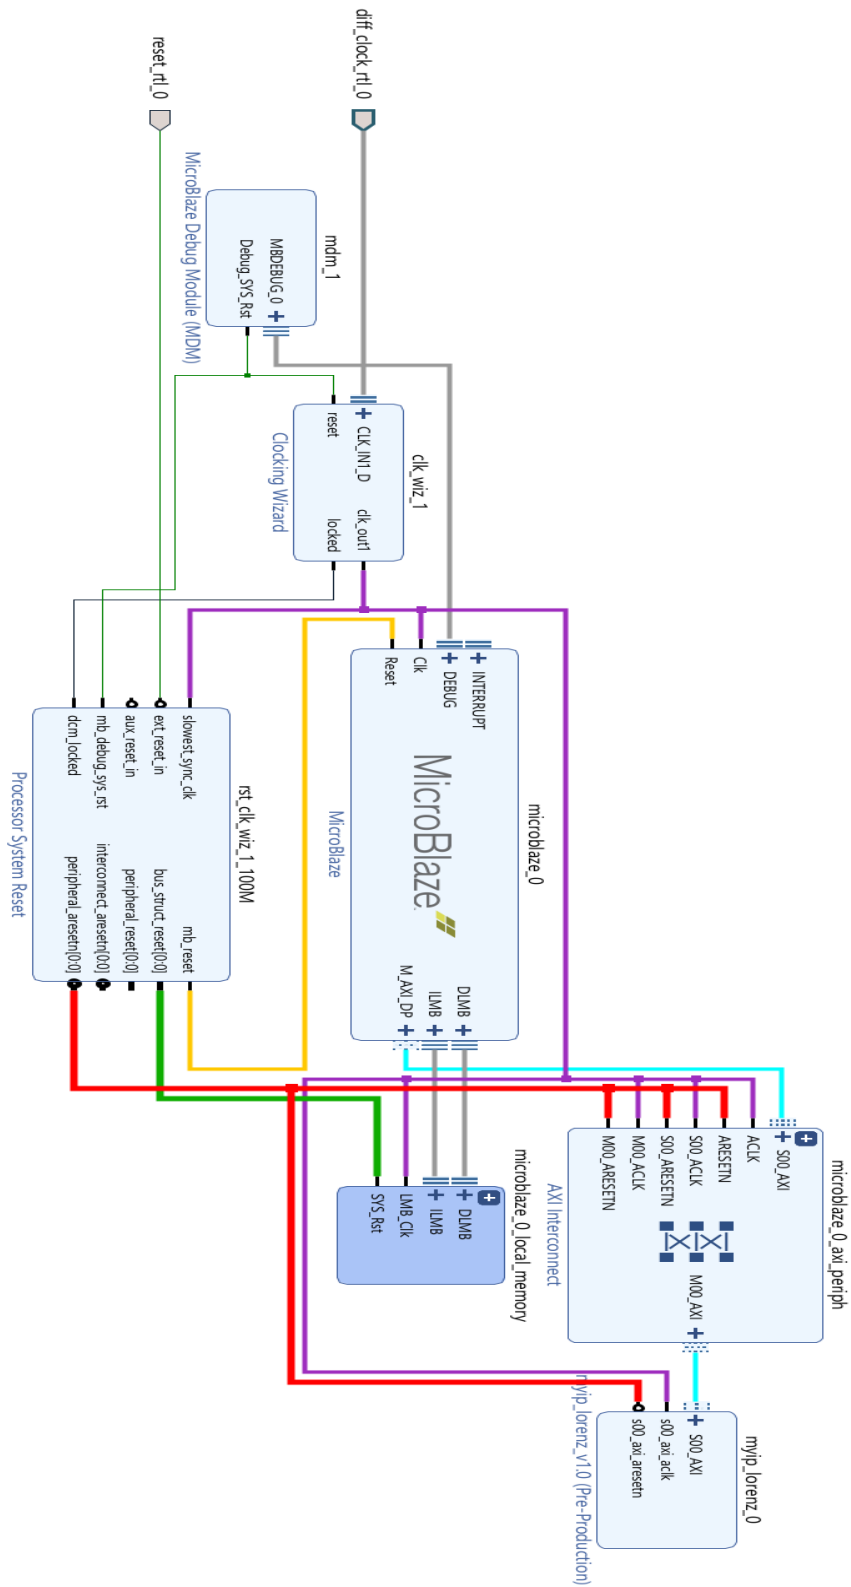 diff_clock_rtl_0
reset_rtl_0
mdm_1
MBDEBUG_0
Debug_SYS_Rst
MicroBlaze Debug Module (MDM)
clk_wiz_1
CLK_IN1_D
reset
clk_out1
locked
Clocking Wizard
rst_clk_wiz_1_100M
slowest_sync_clk
ext_reset_in
aux_reset_in
mb_debug_sys_rst
dcm_locked
mb_reset
bus_struct_reset[0:0]
peripheral_reset[0:0]
interconnect_aresetn[0:0]
peripheral_aresetn[0:0]
Processor System Reset
microblaze_0
INTERRUPT
DEBUG
Clk
Reset
MicroBlaze
DLMB
ILMB
M_AXI_DP
MicroBlaze
microblaze_0_local_memory
DLMB
ILMB
LMB_Clk
SYS_Rst
microblaze_0_axi_periph
S00_AXI
ACLK
ARESETN
S00_ACLK
S00_ARESETN
M00_ACLK
M00_ARESETN
M00_AXI
AXI Interconnect
myip_lorenz_0
S00_AXI
s00_axi_aclk
s00_axi_aresetn
myip_lorenz_v1.0 (Pre-Production)